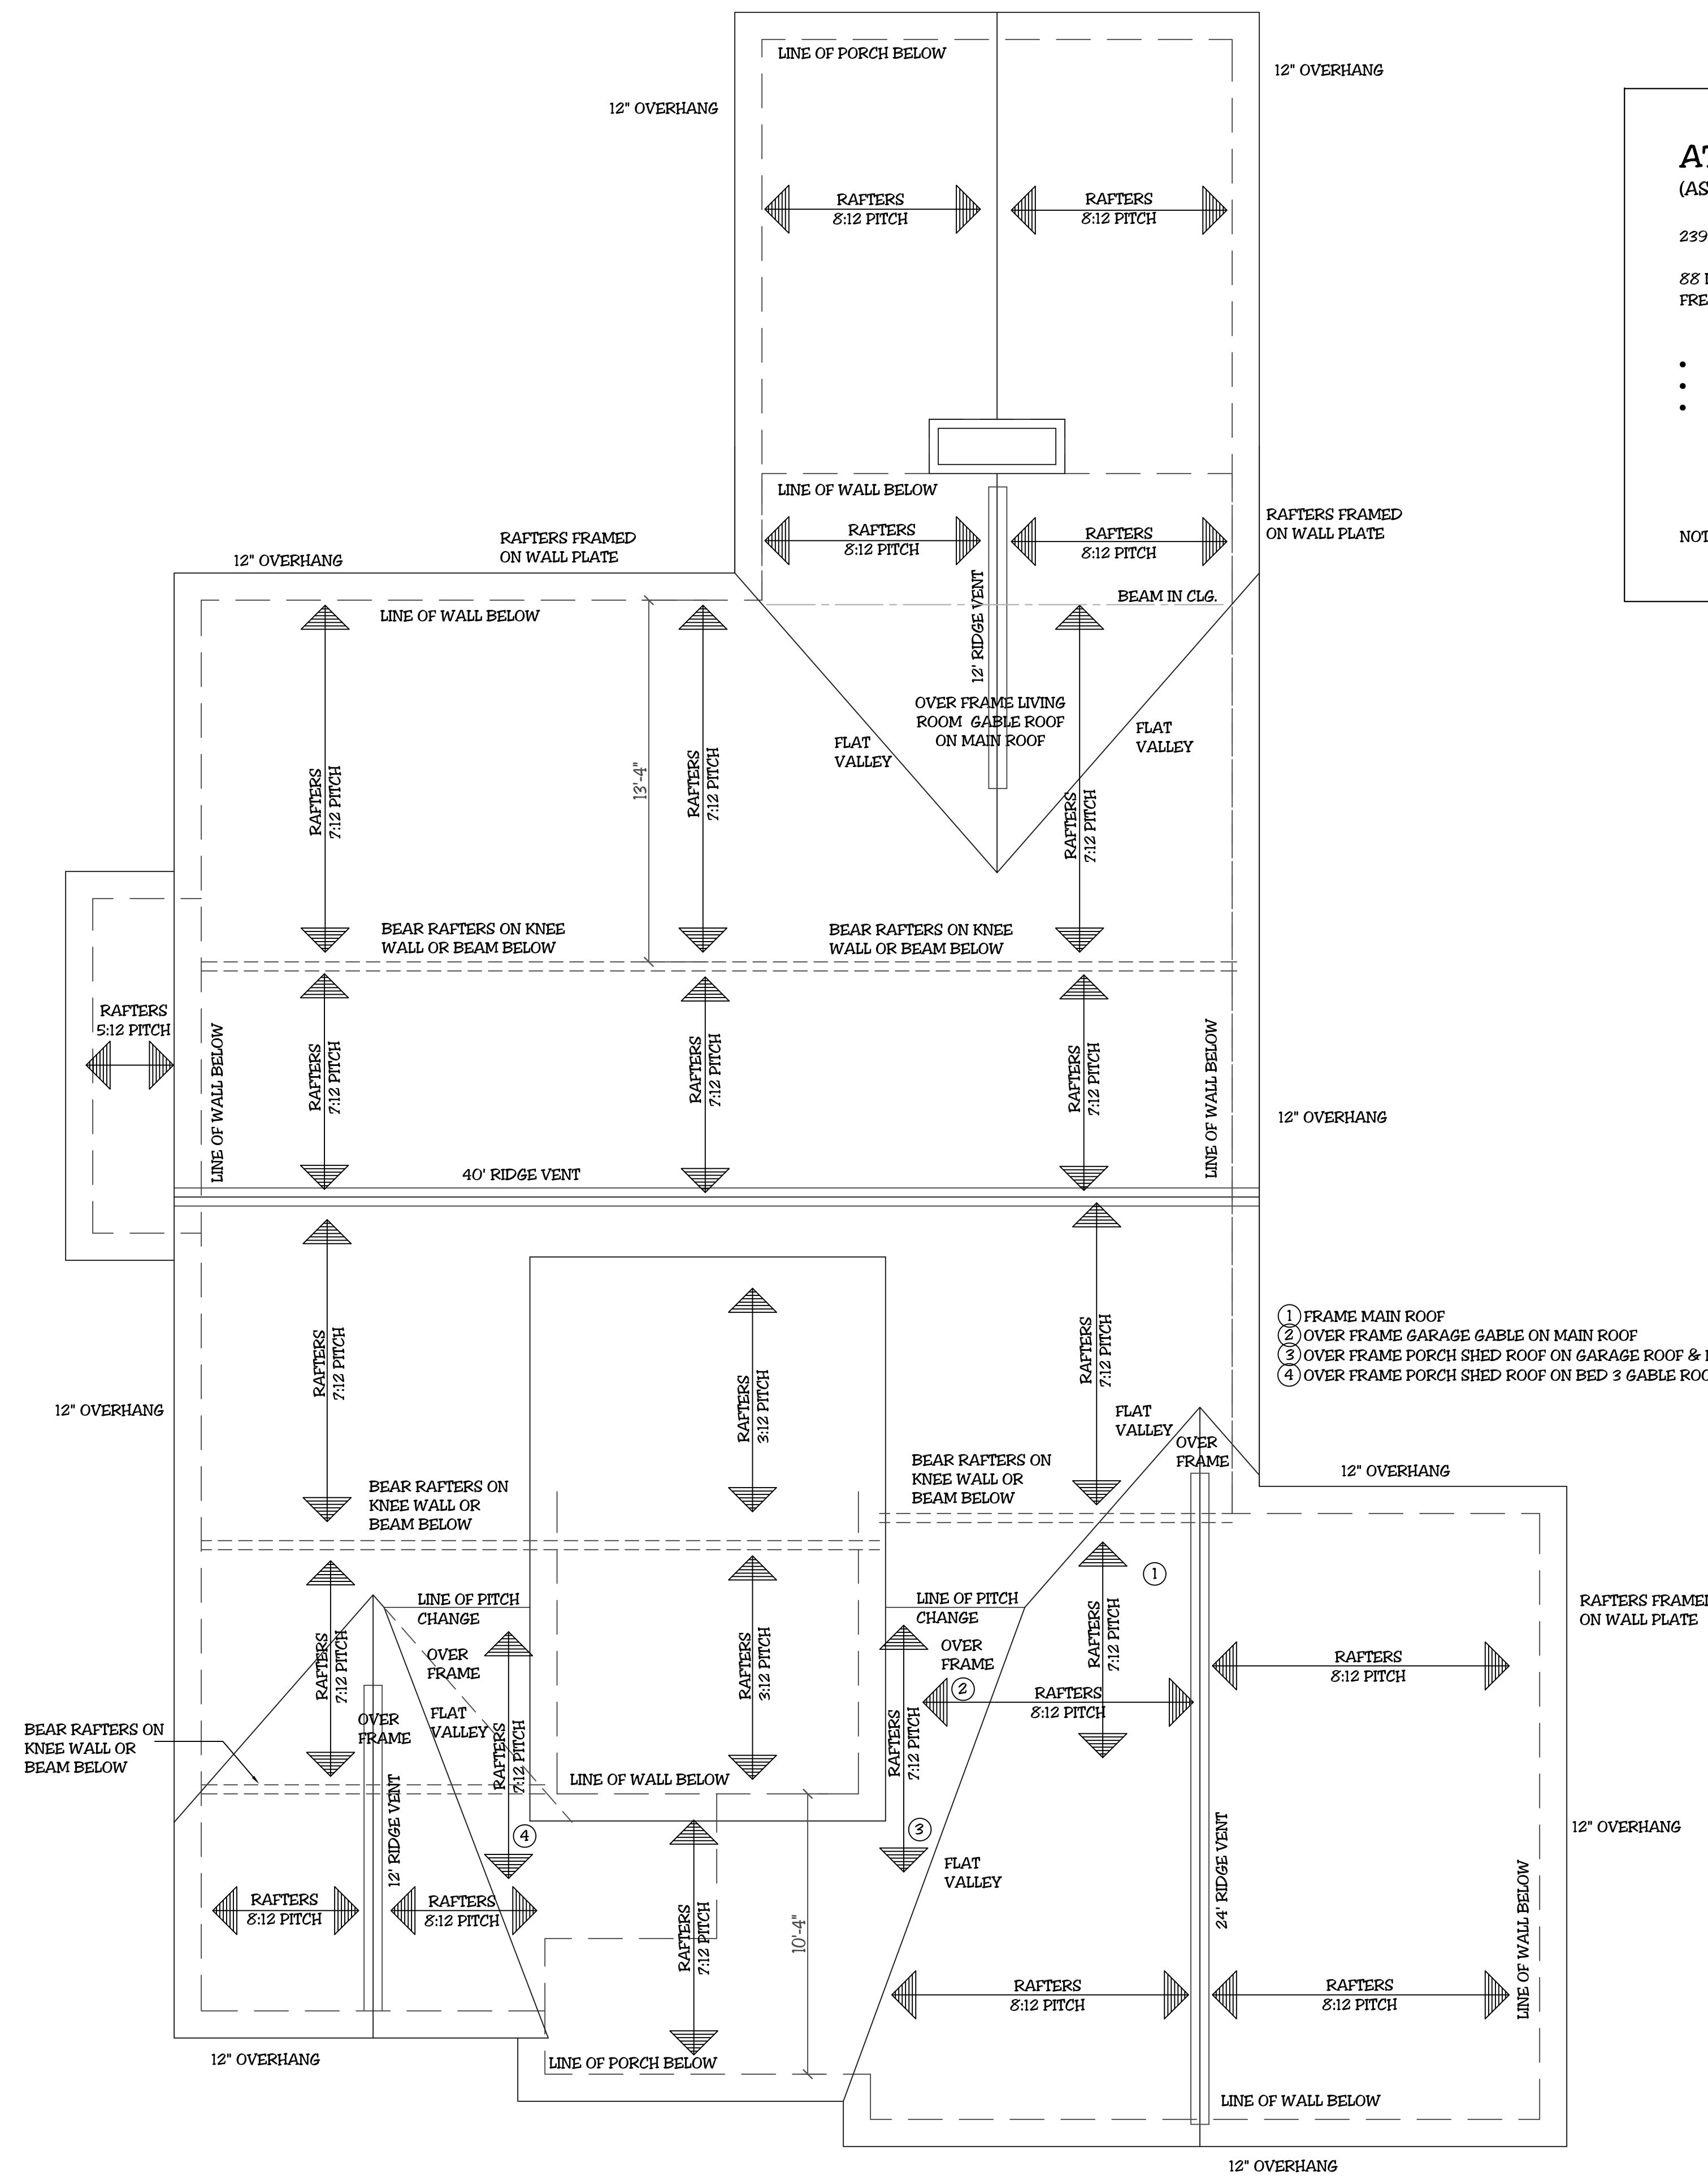 LINE OF PORCH BELOW
12" OVERHANG
12" OVERHANG
RAFTERS
8:12 PITCH
RAFTERS
8:12 PITCH
(AS
239
88
FRE
•
•
•
NOT
LINE OF WALL BELOW
RAFTERS
8:12 PITCH
RAFTERS
8:12 PITCH
RAFTERS FRAMED
ON WALL PLATE
RAFTERS FRAMED
ON WALL PLATE
12" OVERHANG
LINE OF WALL BELOW
BEAM IN CLG.
12' RIDGE VENT
OVER FRAME LIVING
ROOM GABLE ROOF
ON MAIN ROOF
FLAT
VALLEY
FLAT
VALLEY
RAFTERS
7:12 PITCH
13'-4"
RAFTERS
7:12 PITCH
RAFTERS
7:12 PITCH
BEAR RAFTERS ON KNEE
WALL OR BEAM BELOW
BEAR RAFTERS ON KNEE
WALL OR BEAM BELOW
RAFTERS
5:12 PITCH
LINE OF WALL BELOW
RAFTERS
7:12 PITCH
RAFTERS
7:12 PITCH
RAFTERS
7:12 PITCH
LINE OF WALL BELOW
12" OVERHANG
40' RIDGE VENT
RAFTERS
7:12 PITCH
RAFTERS
3:12 PITCH
RAFTERS
7:12 PITCH
1 FRAME MAIN ROOF
2 OVER FRAME GARAGE GABLE ON MAIN ROOF
3 OVER FRAME PORCH SHED ROOF ON GARAGE ROOF &
4 OVER FRAME PORCH SHED ROOF ON BED 3 GABLE ROO
12" OVERHANG
FLAT
VALLEY
OVER
FRAME
12" OVERHANG
BEAR RAFTERS ON
KNEE WALL OR
BEAM BELOW
BEAR RAFTERS ON
KNEE WALL OR
BEAM BELOW
1
LINE OF PITCH
CHANGE
LINE OF PITCH
CHANGE
RAFTERS FRAMED
ON WALL PLATE
RAFTERS
7:12 PITCH
OVER
FRAME
RAFTERS
3:12 PITCH
OVER
FRAME
RAFTERS
7:12 PITCH
RAFTERS
8:12 PITCH
2
RAFTERS
8:12 PITCH
OVER
FRAME
FLAT
VALLEY
RAFTERS
7:12 PITCH
RAFTERS
7:12 PITCH
BEAR RAFTERS ON
KNEE WALL OR
BEAM BELOW
LINE OF WALL BELOW
12' RIDGE VENT
4
3
12" OVERHANG
24' RIDGE VENT
FLAT
VALLEY
RAFTERS
8:12 PITCH
RAFTERS
8:12 PITCH
RAFTERS
7:12 PITCH
10'-4"
LINE OF WALL BELOW
RAFTERS
8:12 PITCH
RAFTERS
8:12 PITCH
12" OVERHANG
LINE OF PORCH BELOW
LINE OF WALL BELOW
12" OVERHANG